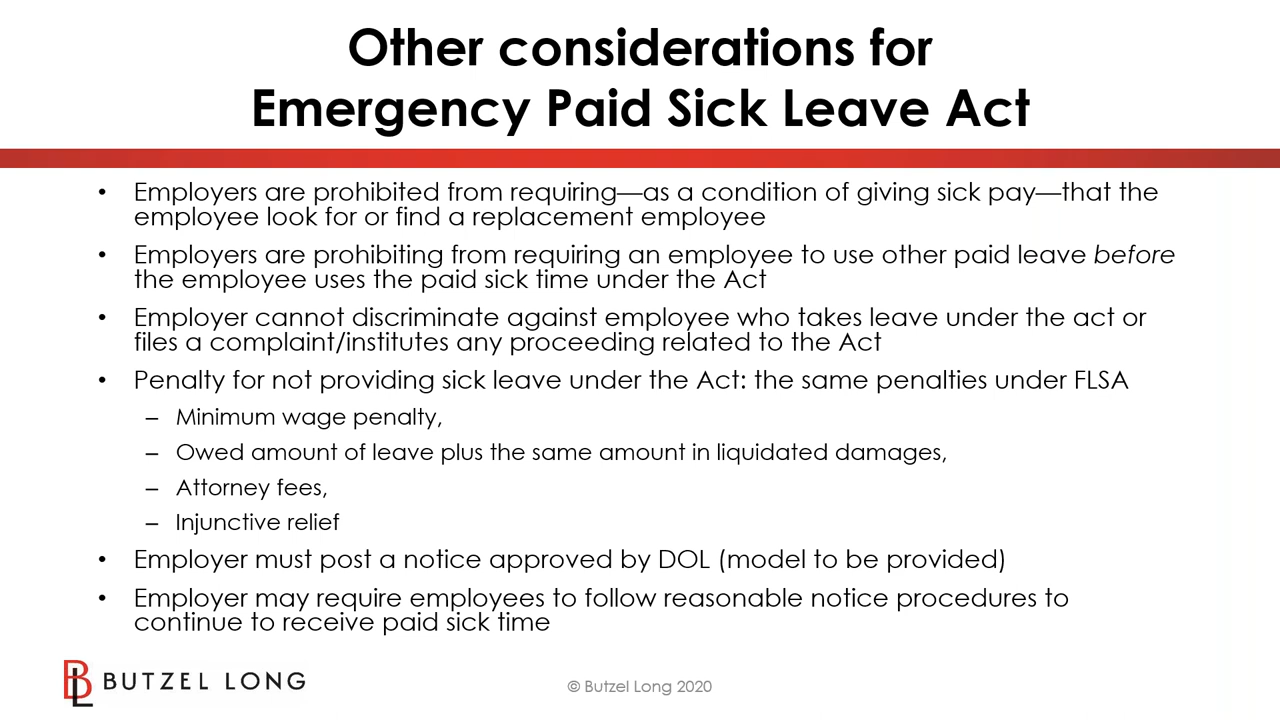 Other considerations for
Emergency Paid Sick Leave Act
• Employers are prohibited from requiring—as a condition of giving sick pay—that the
employee look for or find a replacement employee
• Employers are prohibiting from requiring an employee to use other paid leave before
the employee uses the paid sick time under the Act
• Employer cannot discriminate against employee who takes leave under the act or
files a complaint/institutes any proceeding related to the Act
• Penalty for not providing sick leave under the Act: the same penalties under FLSA
– Minimum wage penalty,
– Owed amount of leave plus the same amount in liquidated damages,
– Attorney fees,
– Injunctive relief
• Employer must post a notice approved by DOL (model to be provided)
• Employer may require employees to follow reasonable notice procedures to
continue to receive paid sick time
BL BUTZEL LONG
© Butzel Long 2020